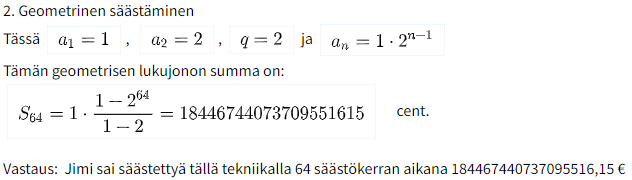 2. Geometrinen säästäminen
Tässä a₁ = 1 , a₂ = 2 , q = 2 ja aₙ = 1 · 2ⁿ⁻¹
Tämän geometrisen lukujonon summa on:
S₆₄ = 1 · (1 − 2⁶⁴)/(1 − 2) = 18446744073709551615 cent.
Vastaus: Jimi sai säästettyä tällä tekniikalla 64 säästökerran aikana 184467440737095516,15 €